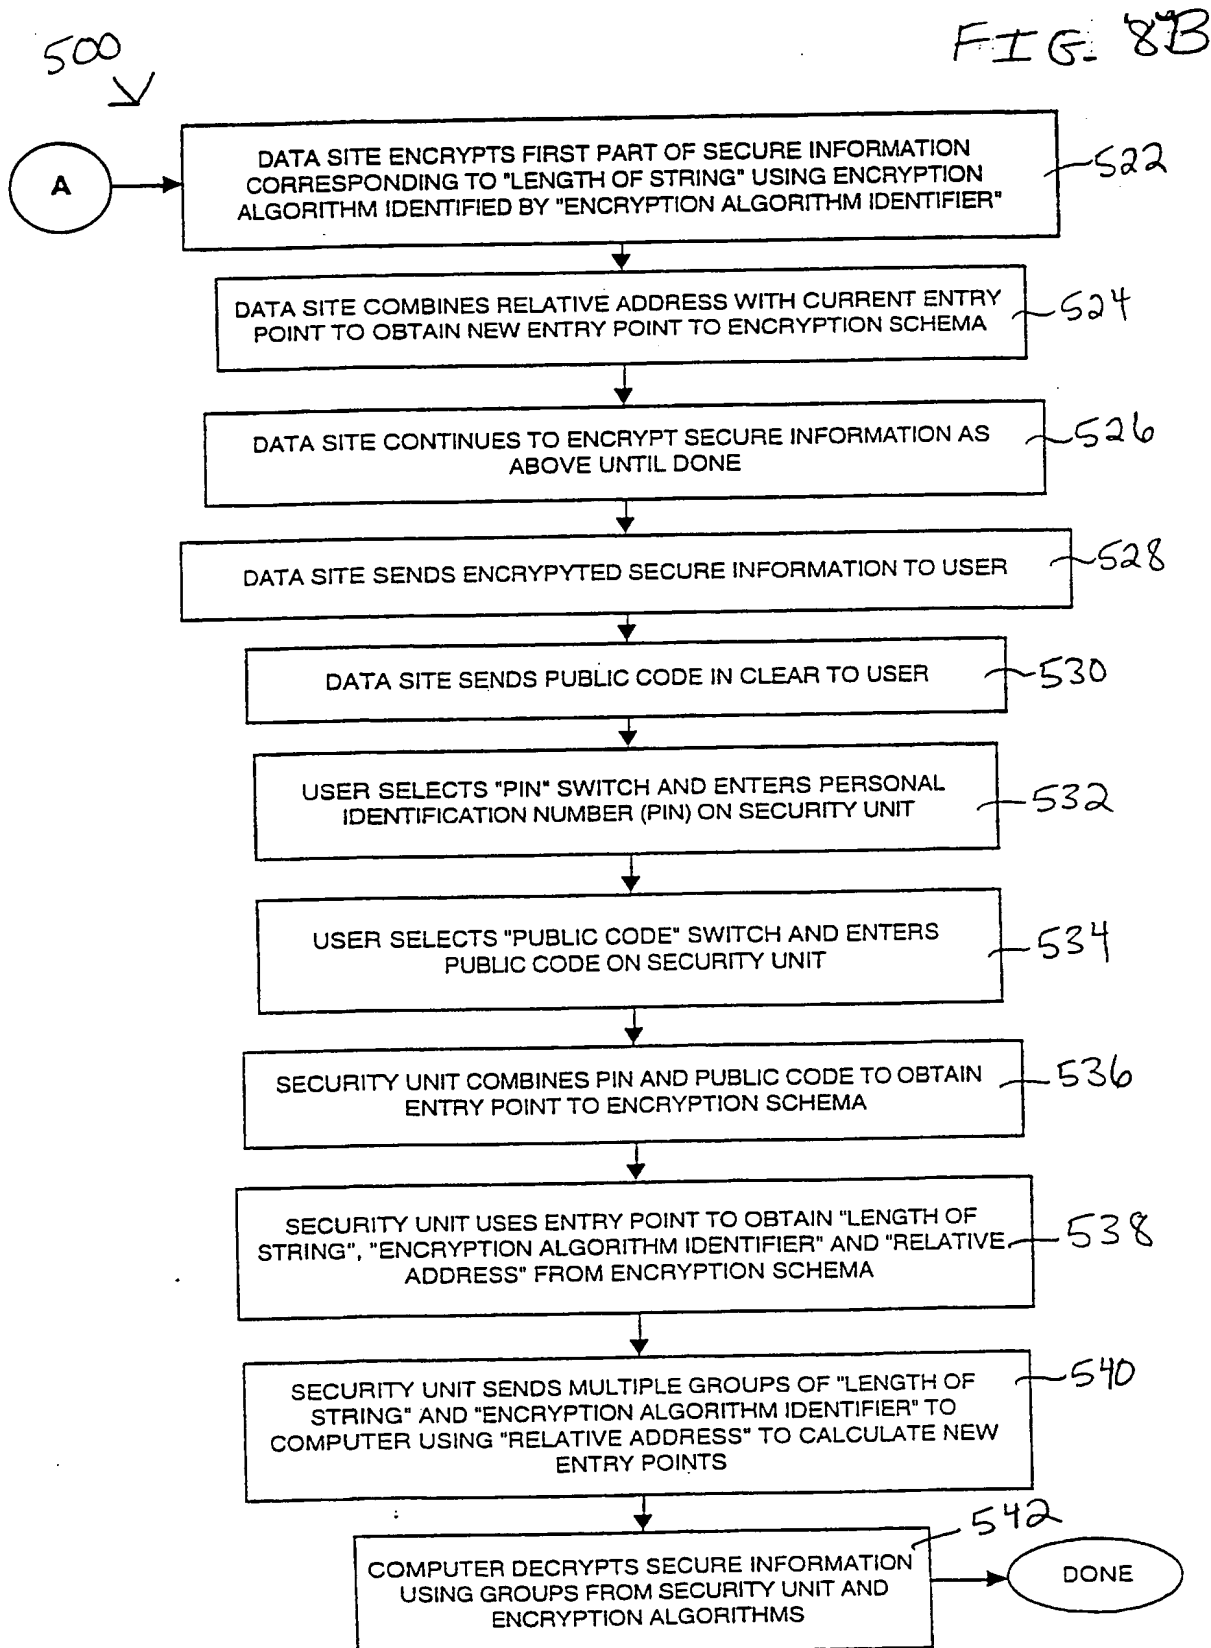 FIG. 8B
500
A
DATA SITE ENCRYPTS FIRST PART OF SECURE INFORMATION
CORRESPONDING TO "LENGTH OF STRING" USING ENCRYPTION
ALGORITHM IDENTIFIED BY "ENCRYPTION ALGORITHM IDENTIFIER"
522
DATA SITE COMBINES RELATIVE ADDRESS WITH CURRENT ENTRY
POINT TO OBTAIN NEW ENTRY POINT TO ENCRYPTION SCHEMA
524
DATA SITE CONTINUES TO ENCRYPT SECURE INFORMATION AS
ABOVE UNTIL DONE
526
DATA SITE SENDS ENCRYPYTED SECURE INFORMATION TO USER
528
DATA SITE SENDS PUBLIC CODE IN CLEAR TO USER
530
USER SELECTS "PIN" SWITCH AND ENTERS PERSONAL
IDENTIFICATION NUMBER (PIN) ON SECURITY UNIT
532
USER SELECTS "PUBLIC CODE" SWITCH AND ENTERS
PUBLIC CODE ON SECURITY UNIT
534
SECURITY UNIT COMBINES PIN AND PUBLIC CODE TO OBTAIN
ENTRY POINT TO ENCRYPTION SCHEMA
536
SECURITY UNIT USES ENTRY POINT TO OBTAIN "LENGTH OF
STRING", "ENCRYPTION ALGORITHM IDENTIFIER" AND "RELATIVE
ADDRESS" FROM ENCRYPTION SCHEMA
538
SECURITY UNIT SENDS MULTIPLE GROUPS OF "LENGTH OF
STRING" AND "ENCRYPTION ALGORITHM IDENTIFIER" TO
COMPUTER USING "RELATIVE ADDRESS" TO CALCULATE NEW
ENTRY POINTS
540
COMPUTER DECRYPTS SECURE INFORMATION
USING GROUPS FROM SECURITY UNIT AND
ENCRYPTION ALGORITHMS
542
DONE